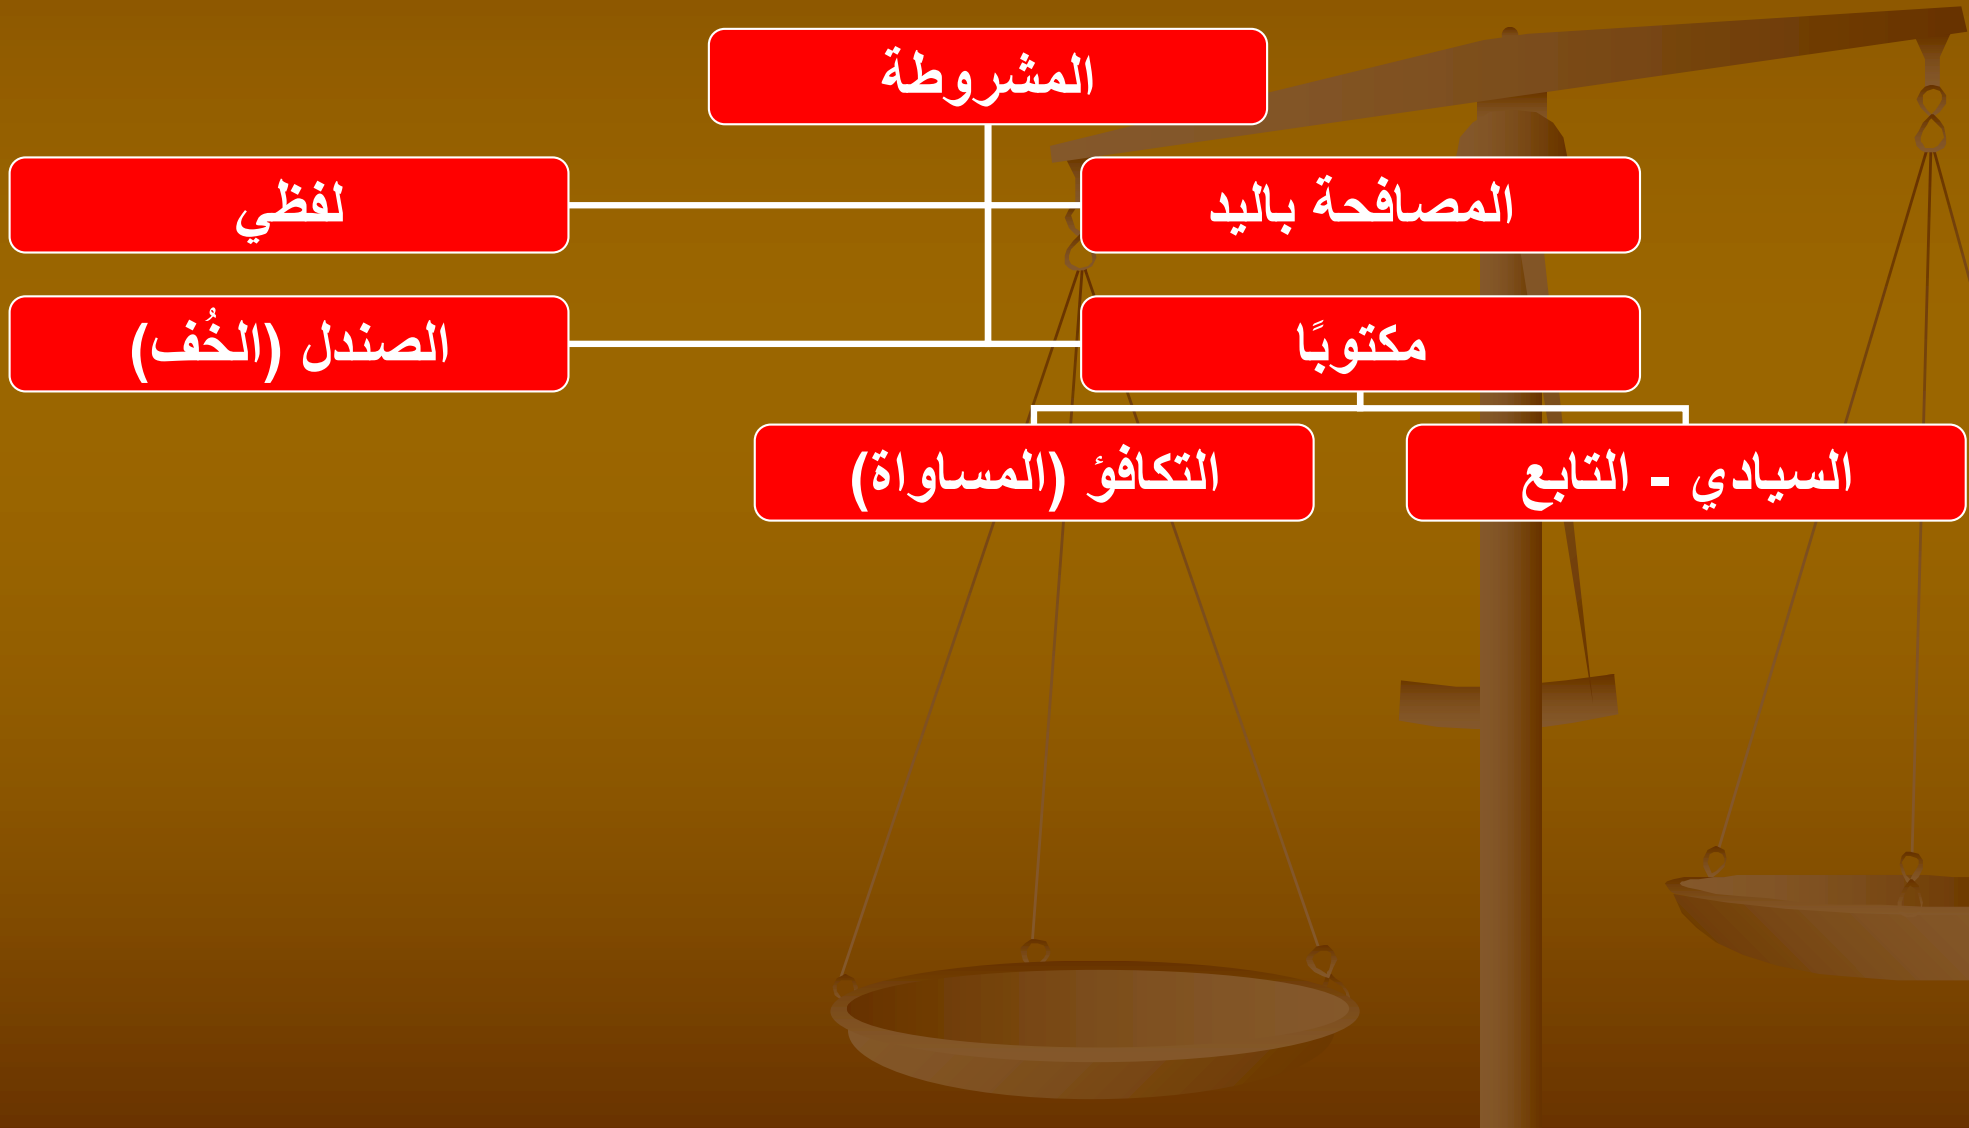 المشروطة
المصافحة باليد
لفظي
مكتوبًا
الصندل (الخُف)
السيادي - التابع
التكافؤ (المساواة)